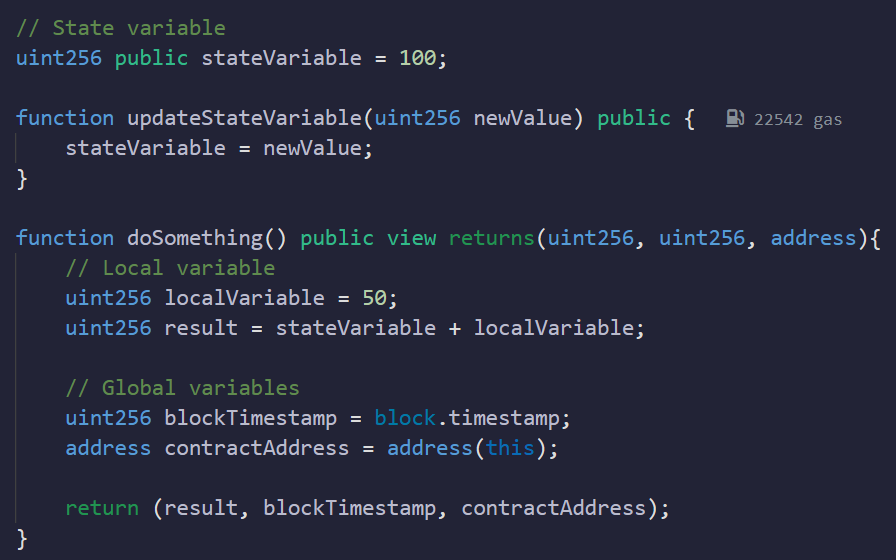 // State variable
uint256 public stateVariable = 100;
function updateStateVariable(uint256 newValue) public { 22542 gas
stateVariable = newValue;
}
function doSomething() public view returns(uint256, uint256, address){
// Local variable
uint256 localVariable = 50;
uint256 result = stateVariable + localVariable;
// Global variables
uint256 blockTimestamp = block.timestamp;
address contractAddress = address(this);
return (result, blockTimestamp, contractAddress);
}